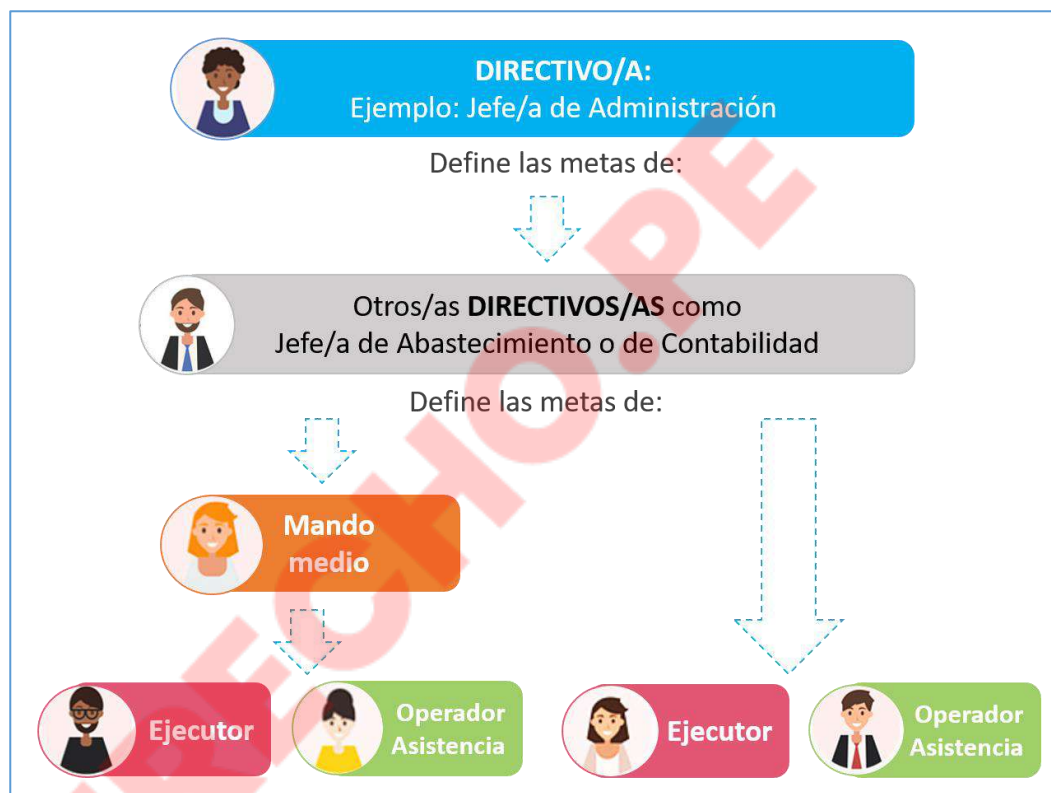 DIRECTIVO/A:
Ejemplo: Jefe/a de Administración
Define las metas de:
Otros/as DIRECTIVOS/AS como
Jefe/a de Abastecimiento o de Contabilidad
Define las metas de:
Mando
medio
Ejecutor
Operador
Asistencia
Ejecutor
Operador
Asistencia
ERECHO.PE